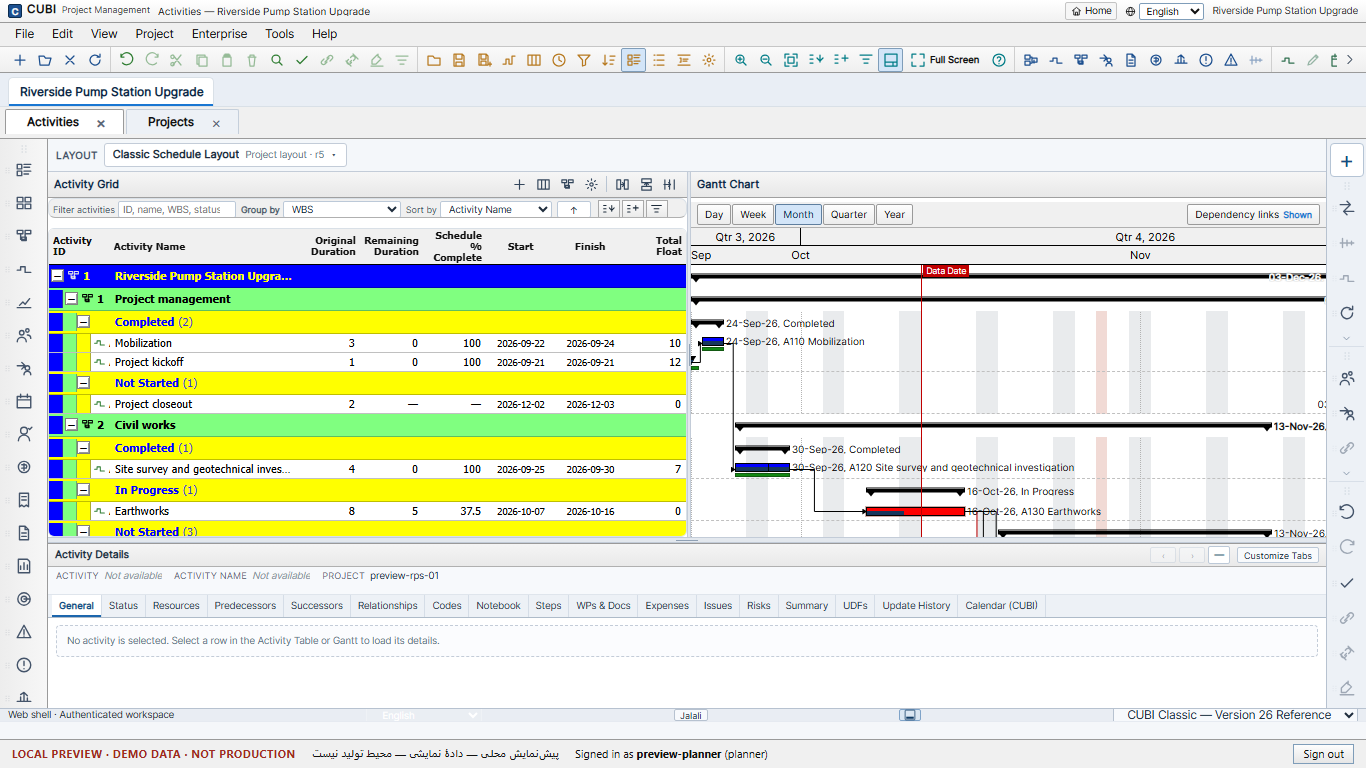 CUBI Project Management Activities — Riverside Pump Station Upgrade Home English Riverside Pump Station Upgrade
File Edit View Project Enterprise Tools Help
Full Screen
Riverside Pump Station Upgrade
Activities × Projects ×
LAYOUT Classic Schedule Layout Project layout · r5
Activity Grid
Filter activities ID, name, WBS, status Group by WBS Sort by Activity Name
Activity ID Activity Name Original Duration Remaining Duration Schedule % Complete Start Finish Total Float
1 Riverside Pump Station Upgra...
1 Project management
Completed (2)
Mobilization 3 0 100 2026-09-22 2026-09-24 10
Project kickoff 1 0 100 2026-09-21 2026-09-21 12
Not Started (1)
Project closeout 2 — — 2026-12-02 2026-12-03 0
2 Civil works
Completed (1)
Site survey and geotechnical inves... 4 0 100 2026-09-25 2026-09-30 7
In Progress (1)
Earthworks 8 5 37.5 2026-10-07 2026-10-16 0
Not Started (3)
Gantt Chart
Day Week Month Quarter Year Dependency links Shown
Qtr 3, 2026 Qtr 4, 2026
Sep Oct Nov
Data Date
03-Dec-26
24-Sep-26, Completed
24-Sep-26, A110 Mobilization
03
13-Nov-26
30-Sep-26, Completed
30-Sep-26, A120 Site survey and geotechnical investigation
16-Oct-26, In Progress
16-Oct-26, A130 Earthworks
13-Nov-26
Activity Details Customize Tabs
ACTIVITY Not available ACTIVITY NAME Not available PROJECT preview-rps-01
General Status Resources Predecessors Successors Relationships Codes Notebook Steps WPs & Docs Expenses Issues Risks Summary UDFs Update History Calendar (CUBI)
No activity is selected. Select a row in the Activity Table or Gantt to load its details.
Web shell · Authenticated workspace English Jalali CUBI Classic — Version 26 Reference
LOCAL PREVIEW · DEMO DATA · NOT PRODUCTION پیش‌نمایش محلی — دادهٔ نمایشی — محیط تولید نیست Signed in as preview-planner (planner) Sign out